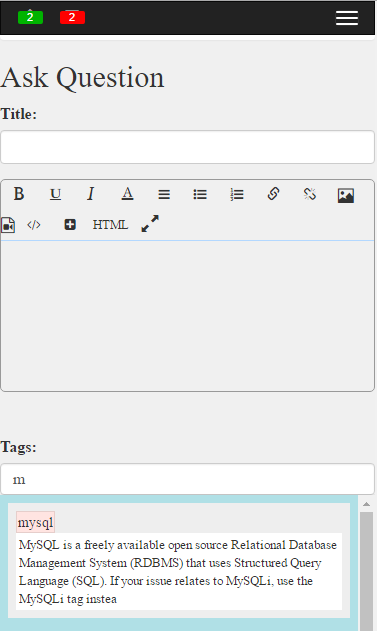 2 2
Ask Question
Title:
B U I A
HTML
Tags:
m
mysql
MySQL is a freely available open source Relational Database
Management System (RDBMS) that uses Structured Query
Language (SQL). If your issue relates to MySQLi, use the
MySQLi tag instea